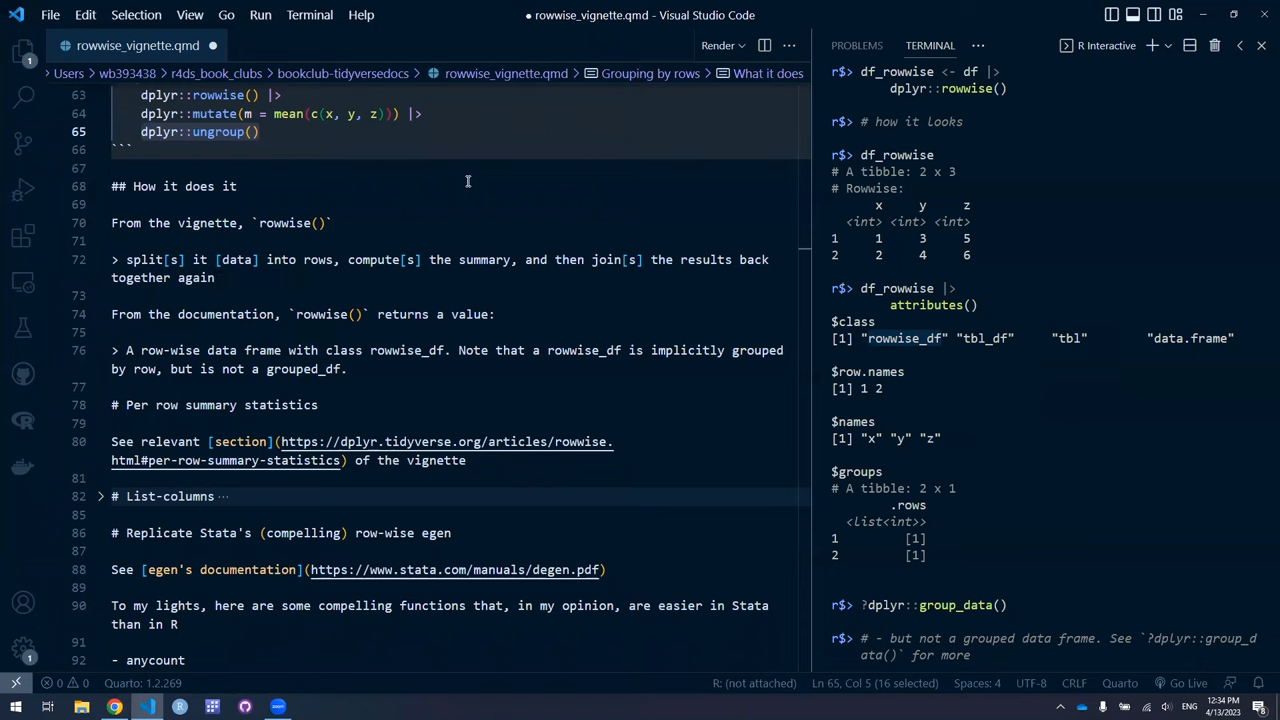 File Edit Selection View Go Run Terminal Help
● rowwise_vignette.qmd - Visual Studio Code
rowwise_vignette.qmd ●
Render
Users > wb393438 > r4ds_book_clubs > bookclub-tidyversedocs > rowwise_vignette.qmd > Grouping by rows > What it does
63 dplyr::rowwise() |>
64 dplyr::mutate(m = mean(c(x, y, z))) |>
65 dplyr::ungroup()
66 ```
67
68 ## How it does it
69
70 From the vignette, `rowwise()`
71
72 > split[s] it [data] into rows, compute[s] the summary, and then join[s] the results back
together again
73
74 From the documentation, `rowwise()` returns a value:
75
76 > A row-wise data frame with class rowwise_df. Note that a rowwise_df is implicitly grouped
by row, but is not a grouped_df.
77
78 # Per row summary statistics
79
80 See relevant [section](https://dplyr.tidyverse.org/articles/rowwise.
html#per-row-summary-statistics) of the vignette
81
82 > # List-columns ···
85
86 # Replicate Stata's (compelling) row-wise egen
87
88 See [egen's documentation](https://www.stata.com/manuals/degen.pdf)
89
90 To my lights, here are some compelling functions that, in my opinion, are easier in Stata
than in R
91
92 - anycount
PROBLEMS TERMINAL ··· R Interactive
r$> df_rowwise <- df |>
dplyr::rowwise()
r$> # how it looks
r$> df_rowwise
# A tibble: 2 x 3
# Rowwise:
x y z
<int> <int> <int>
1 1 3 5
2 2 4 6
r$> df_rowwise |>
attributes()
$class
[1] "rowwise_df" "tbl_df" "tbl" "data.frame"
$row.names
[1] 1 2
$names
[1] "x" "y" "z"
$groups
# A tibble: 2 x 1
.rows
<list<int>>
1 [1]
2 [1]
r$> ?dplyr::group_data()
r$> # - but not a grouped data frame. See `?dplyr::group_d
ata()` for more
0 0 Quarto: 1.2.269
R: (not attached) Ln 65, Col 5 (16 selected) Spaces: 4 UTF-8 CRLF Quarto Go Live
12:34 PM
ENG
4/13/2023
8
1
1
zoom